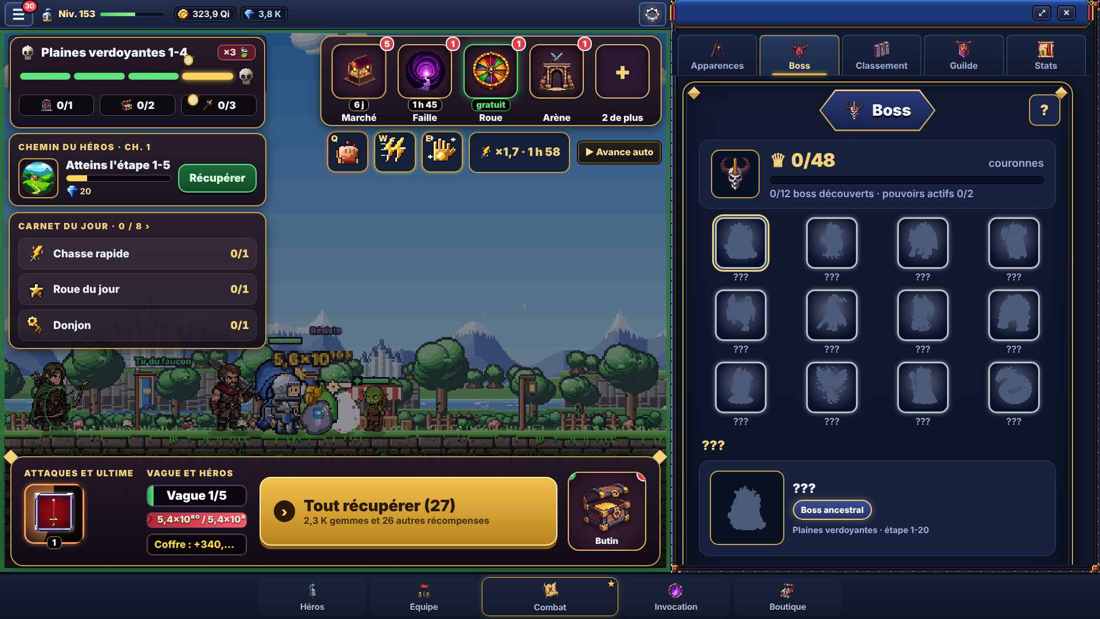 30
Niv. 153
323,9 Qi
3,8 K
Plaines verdoyantes 1-4
×3
0/1
0/2
0/3
5
1
1
1
6 j
1 h 45
gratuit
Marché
Faille
Roue
Arène
2 de plus
Q
W
E
×1,7 · 1 h 58
Avance auto
CHEMIN DU HÉROS · CH. 1
Atteins l'étape 1-5
20
Récupérer
CARNET DU JOUR · 0 / 8 ›
Chasse rapide
0/1
Roue du jour
0/1
Donjon
0/1
Tir du faucon
ATTAQUES ET ULTIME
1
VAGUE ET HÉROS
Vague 1/5
Coffre : +340,...
Tout récupérer (27)
2,3 K gemmes et 26 autres récompenses
Butin
Héros
Équipe
Combat
Invocation
Boutique
Apparences
Boss
Classement
Guilde
Stats
Boss
?
0/48
couronnes
0/12 boss découverts · pouvoirs actifs 0/2
???
???
???
???
???
???
???
???
???
???
???
???
???
???
Boss ancestral
Plaines verdoyantes · étape 1-20